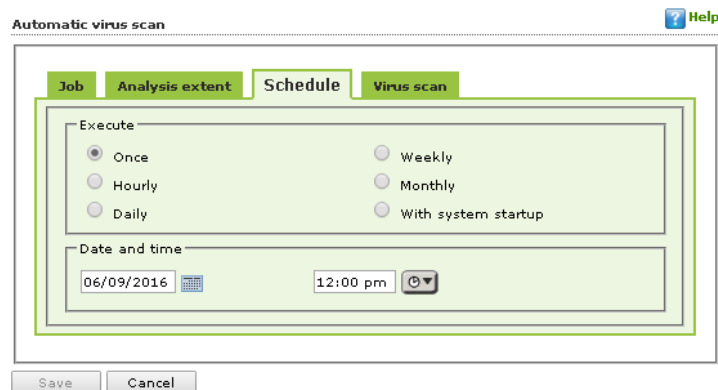 Automatic virus scan
Help
Job Analysis extent Schedule Virus scan
Execute
Once Weekly
Hourly Monthly
Daily With system startup
Date and time
06/09/2016 12:00 pm
Save Cancel